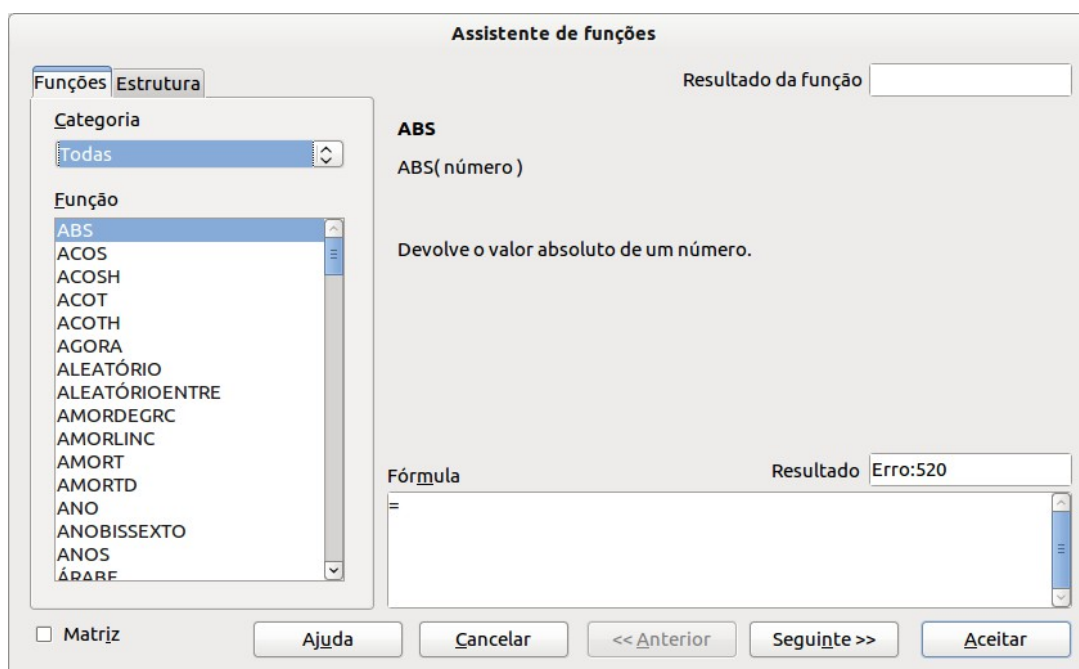 Assistente de funções
Funções Estrutura
Resultado da função
Categoria
Todas
Função
ABS
ACOS
ACOSH
ACOT
ACOTH
AGORA
ALEATÓRIO
ALEATÓRIOENTRE
AMORDEGRC
AMORLINC
AMORT
AMORTD
ANO
ANOBISSEXTO
ANOS
ÁRABE
ABS
ABS( número )
Devolve o valor absoluto de um número.
Fórmula
Resultado Erro:520
=
Matriz
Ajuda
Cancelar
<< Anterior
Seguinte >>
Aceitar